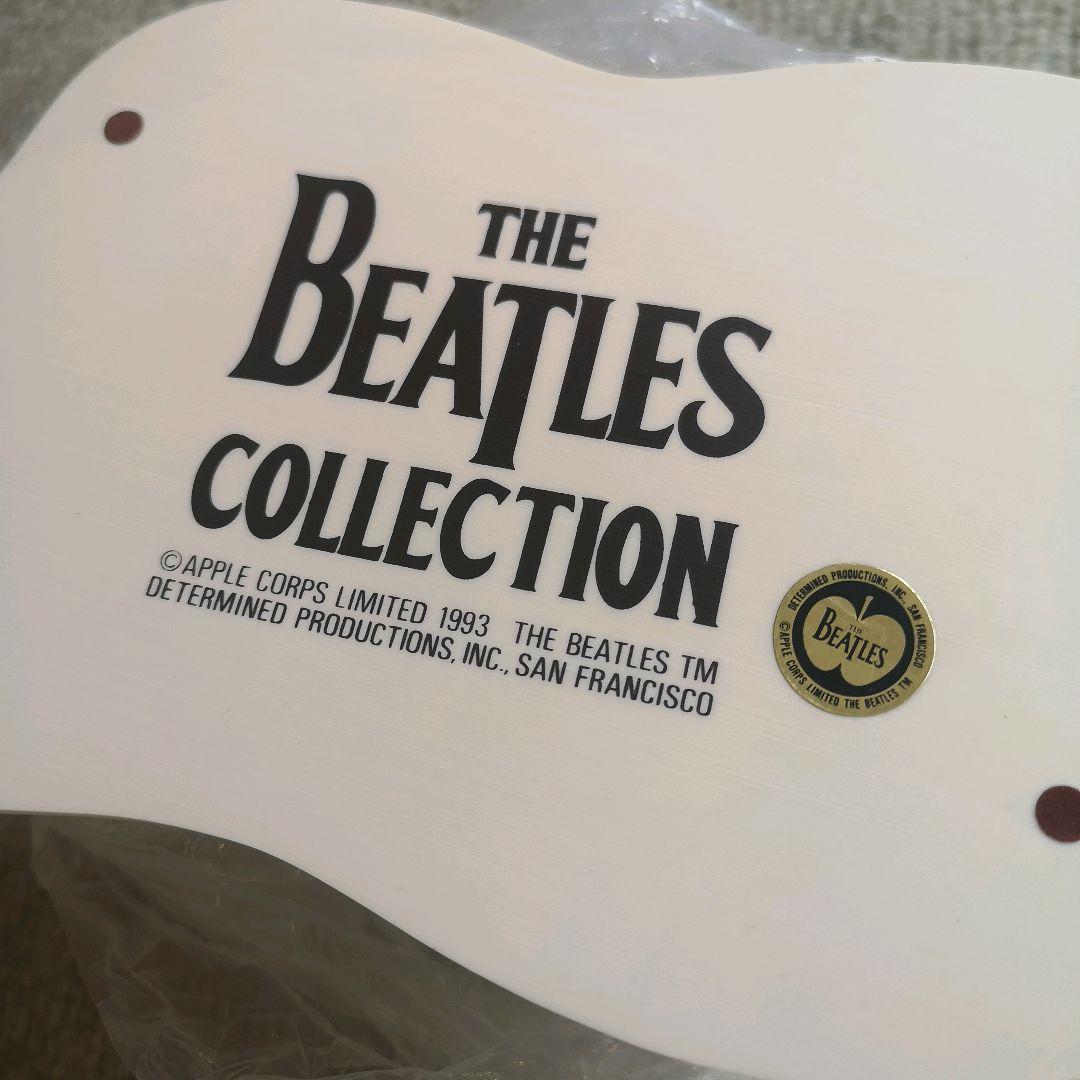 THE
BEATLES
COLLECTION
©APPLE CORPS LIMITED 1993 THE BEATLES TM
DETERMINED PRODUCTIONS, INC., SAN FRANCISCO
DETERMINED PRODUCTIONS, INC., SAN FRANCISCO
THE
BEATLES
©APPLE CORPS LIMITED THE BEATLES TM